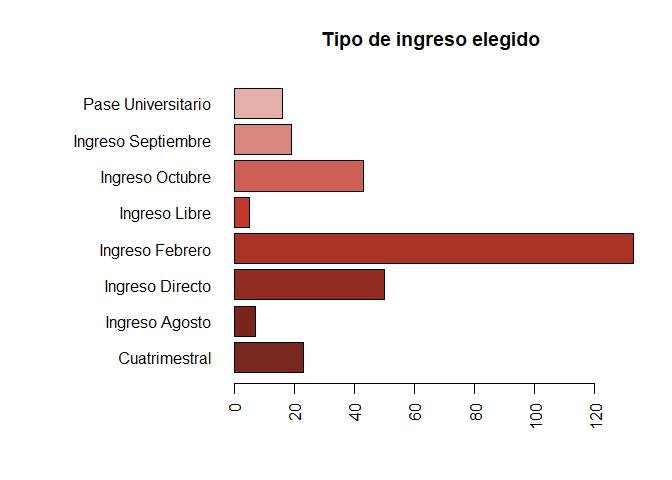 Tipo de ingreso elegido
Pase Universitario
Ingreso Septiembre
Ingreso Octubre
Ingreso Libre
Ingreso Febrero
Ingreso Directo
Ingreso Agosto
Cuatrimestral
0
20
40
60
80
100
120